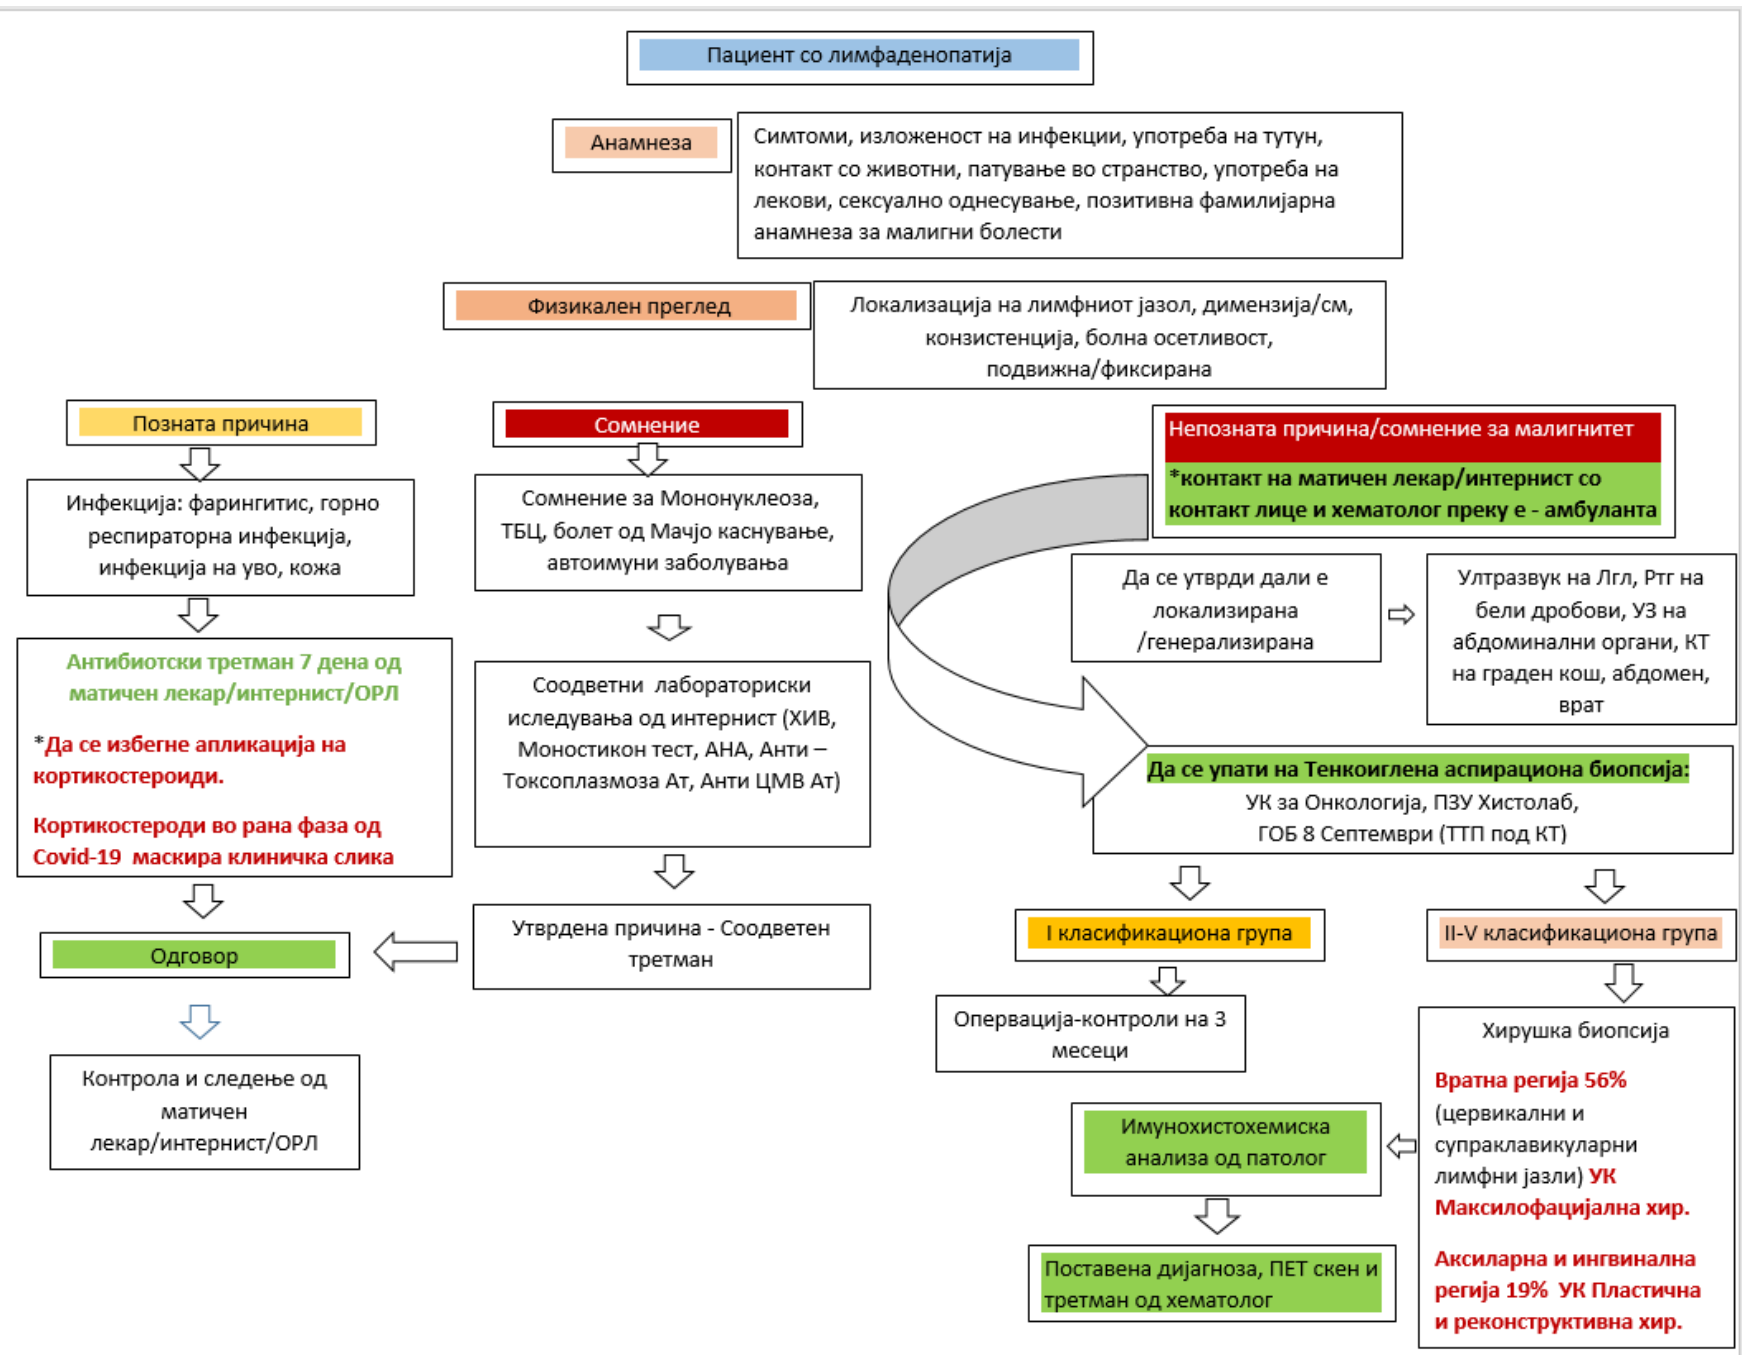 Пациент со лимфаденопатија
Анамнеза
Симтоми, изложеност на инфекции, употреба на тутун,
контакт со животни, патување во странство, употреба на
лекови, сексуално однесување, позитивна фамилијарна
анамнеза за малигни болести
Физикален преглед
Локализација на лимфниот јазол, димензија/см,
конзистенција, болна осетливост,
подвижна/фиксирана
Позната причина
Инфекција: фарингитис, горно
респираторна инфекција,
инфекција на уво, кожа
Антибиотски третман 7 дена од
матичен лекар/интернист/ОРЛ
*Да се избегне апликација на
кортикостероиди.
Кортикостероди во рана фаза од
Covid-19 маскира клиничка слика
Одговор
Контрола и следење од
матичен
лекар/интернист/ОРЛ
Сомнение
Сомнение за Мононуклеоза,
ТБЦ, болет од Мачјо каснување,
автоимуни заболувања
Соодветни лабораториски
иследувања од интернист (ХИВ,
Моностикон тест, АНА, Анти –
Токсоплазмоза Ат, Анти ЦМВ Ат)
Утврдена причина - Соодветен
третман
Непозната причина/сомнение за малигнитет
*контакт на матичен лекар/интернист со
контакт лице и хематолог преку е - амбуланта
Да се утврди дали е
локализирана
/генерализирана
Ултразвук на Лгл, Ртг на
бели дробови, УЗ на
абдоминални органи, КТ
на граден кош, абдомен,
врат
Да се упати на Тенкоиглена аспирациона биопсија:
УК за Онкологија, ПЗУ Хистолаб,
ГОБ 8 Септември (ТТП под КТ)
I класификациона група
Опервација-контроли на 3
месеци
II-V класификациона група
Хирушка биопсија
Вратна регија 56%
(цервикални и
супраклавикуларни
лимфни јазли) УК
Максилофацијална хир.
Аксиларна и ингвинална
регија 19% УК Пластична
и реконструктивна хир.
Имунохистохемиска
анализа од патолог
Поставена дијагноза, ПЕТ скен и
третман од хематолог